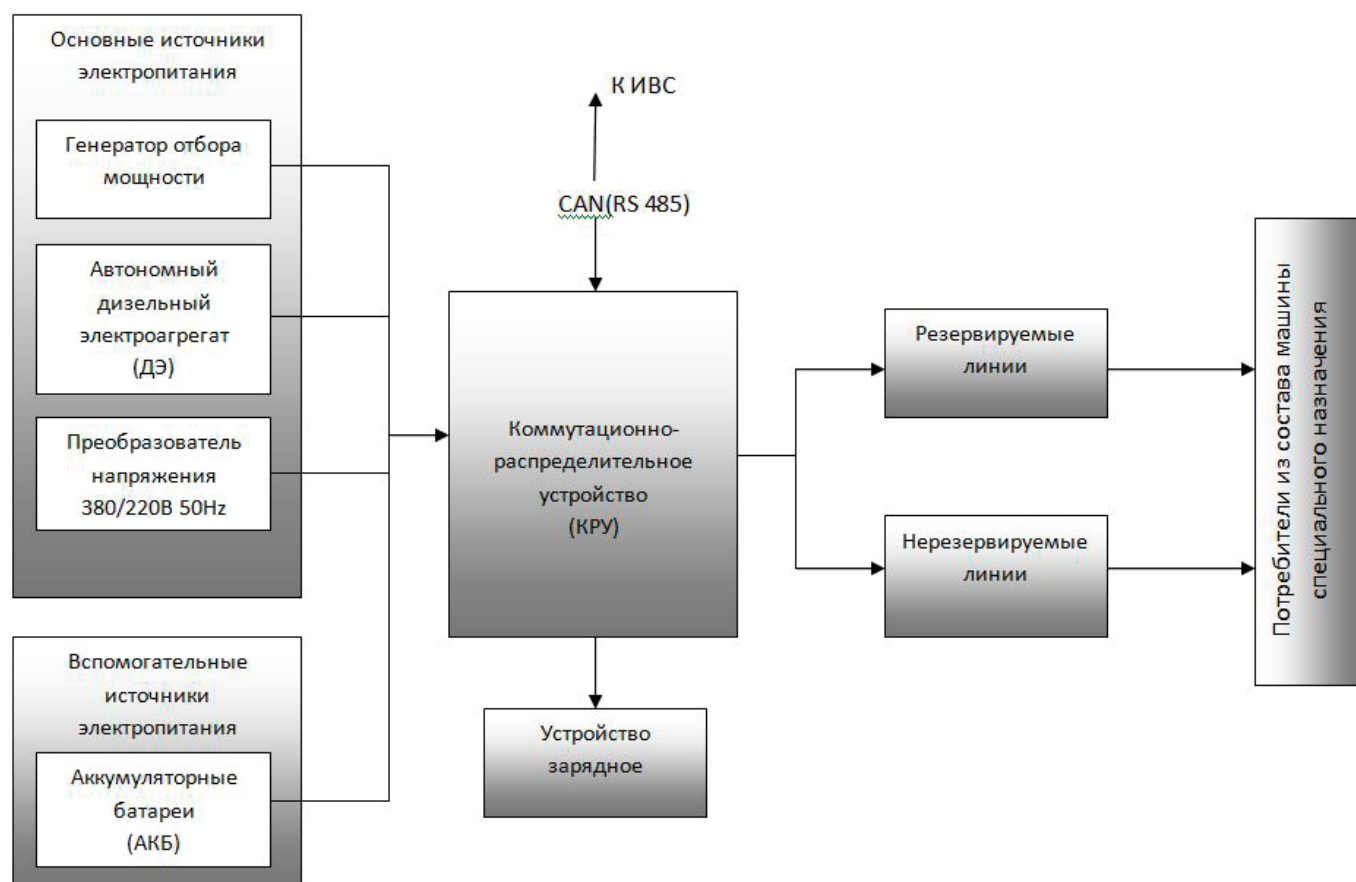 Основные источники
электропитания
Генератор отбора
мощности
Автономный
дизельный
электроагрегат
(ДЭ)
Преобразователь
напряжения
380/220В 50Hz
Вспомогательные
источники
электропитания
Аккумуляторные
батареи
(АКБ)
К ИВС
CAN(RS 485)
Коммутационно-
распределительное
устройство
(КРУ)
Устройство
зарядное
Резервируемые
линии
Нерезервируемые
линии
Потребители из состава машины
специального назначения